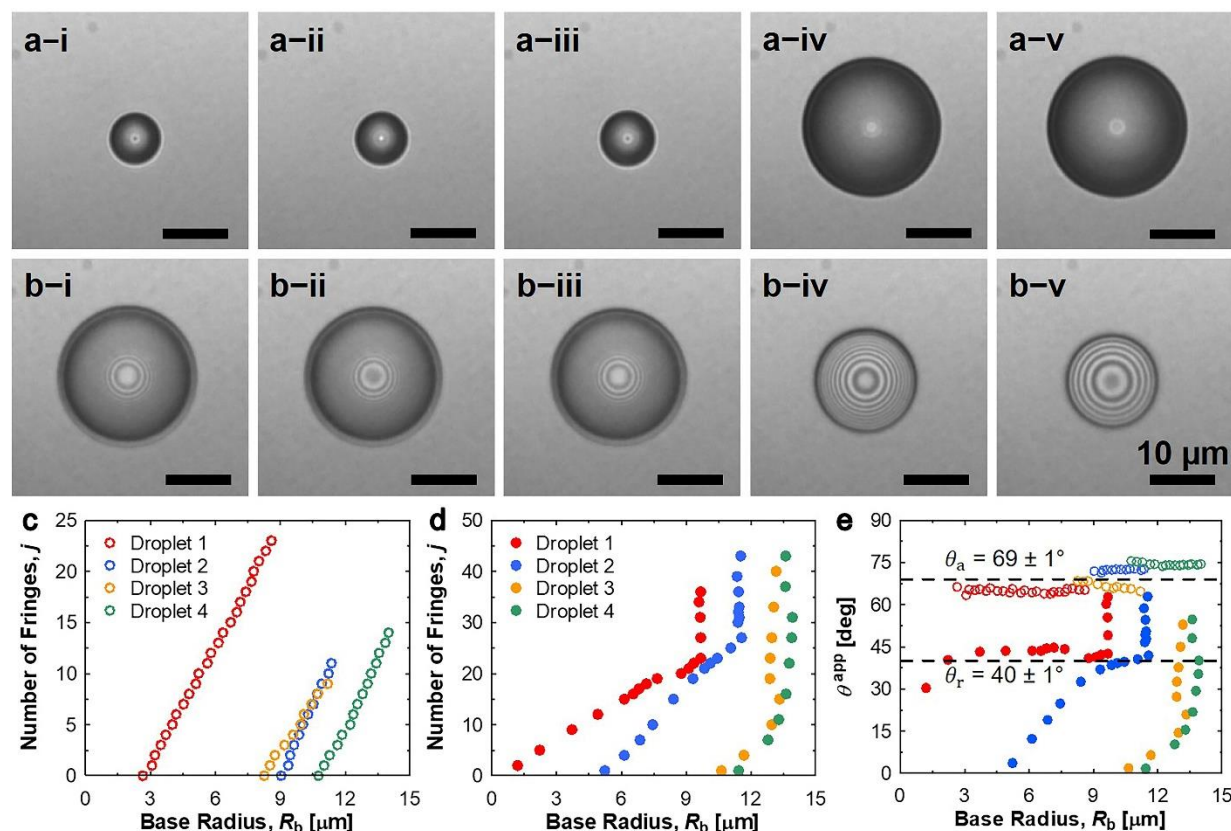 a−i
a−ii
a−iii
a−iv
a−v
b−i
b−ii
b−iii
b−iv
b−v
10 μm
c
25
20
15
10
5
0
Number of Fringes, j
Droplet 1
Droplet 2
Droplet 3
Droplet 4
0 3 6 9 12 15
Base Radius, Rb [μm]
d
50
40
30
20
10
0
Number of Fringes, j
Droplet 1
Droplet 2
Droplet 3
Droplet 4
0 3 6 9 12 15
Base Radius, Rb [μm]
e
90
75
60
45
30
15
0
θapp [deg]
θa = 69 ± 1°
θr = 40 ± 1°
0 3 6 9 12 15
Base Radius, Rb [μm]